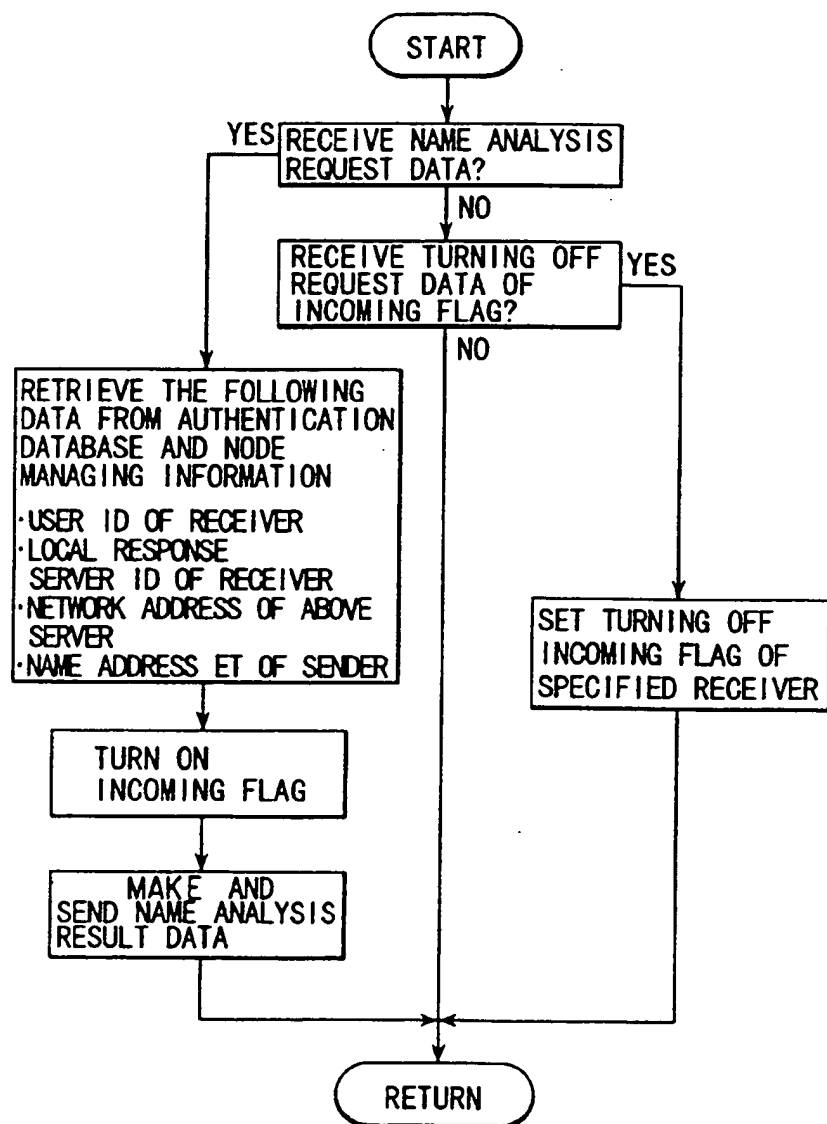 START
YES
RECEIVE NAME ANALYSIS
REQUEST DATA?
NO
RECEIVE TURNING OFF
REQUEST DATA OF
INCOMING FLAG?
YES
NO
RETRIEVE THE FOLLOWING
DATA FROM AUTHENTICATION
DATABASE AND NODE
MANAGING INFORMATION
·USER ID OF RECEIVER
·LOCAL RESPONSE
SERVER ID OF RECEIVER
·NETWORK ADDRESS OF ABOVE
SERVER
·NAME ADDRESS ET OF SENDER
SET TURNING OFF
INCOMING FLAG OF
SPECIFIED RECEIVER
TURN ON
INCOMING FLAG
MAKE AND
SEND NAME ANALYSIS
RESULT DATA
RETURN